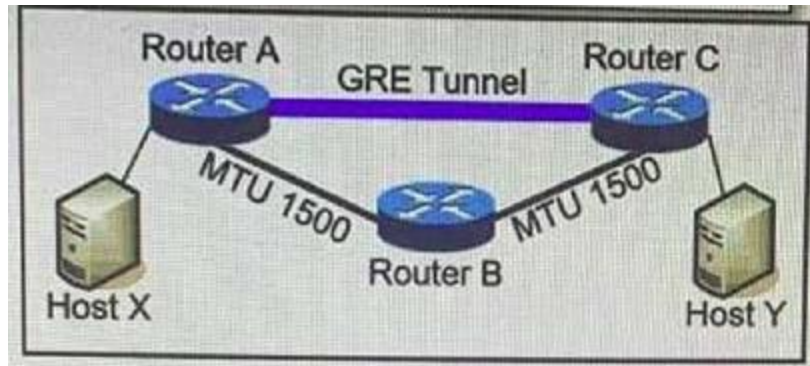 Router A
Router C
GRE Tunnel
MTU 1500
MTU 1500
Router B
Host X
Host Y